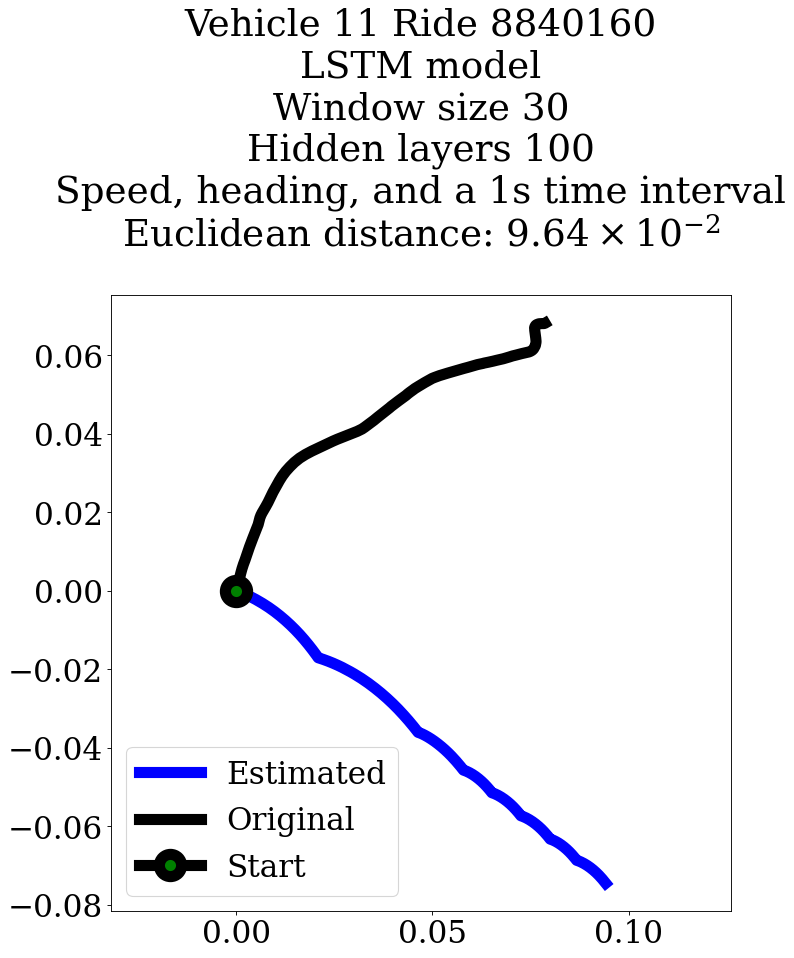 Vehicle 11 Ride 8840160
LSTM model
Window size 30
Hidden layers 100
Speed, heading, and a 1s time interval
Euclidean distance: 9.64 × 10⁻²
0.06
0.04
0.02
0.00
−0.02
−0.04
−0.06
−0.08
Estimated
Original
Start
0.00 0.05 0.10